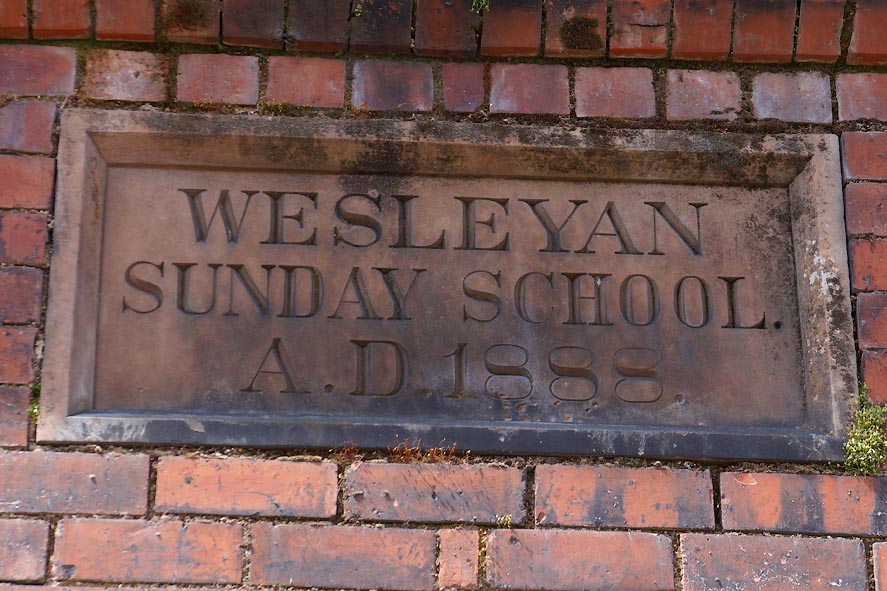 WESLEYAN
SUNDAY SCHOOL.
A.D.1888.